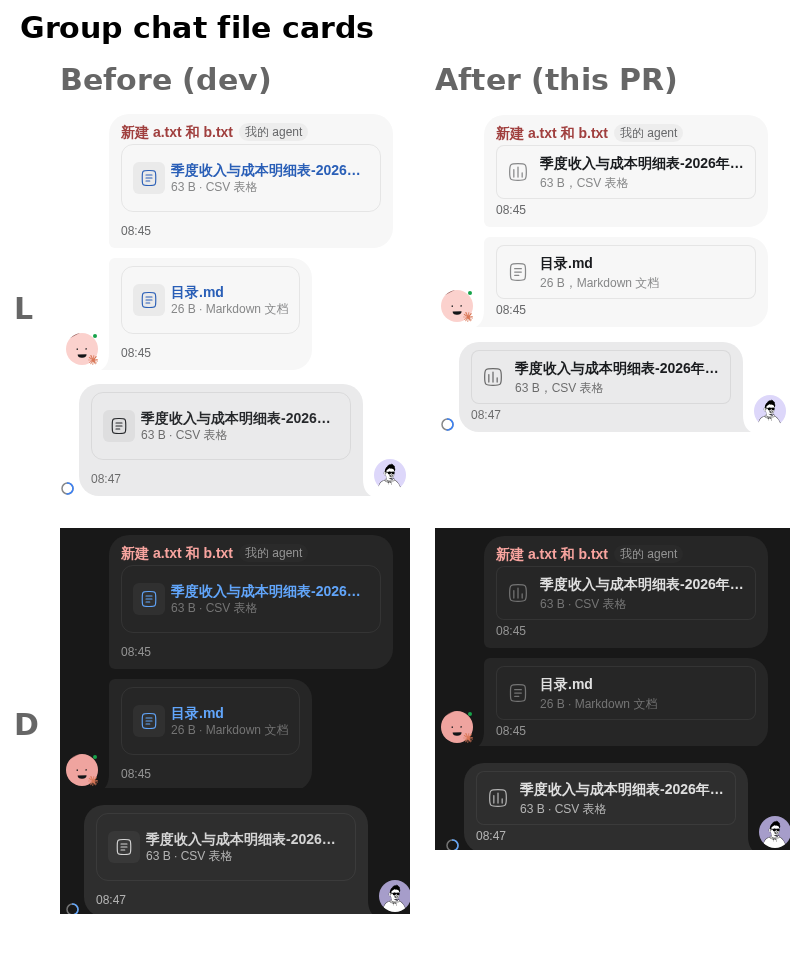 Group chat file cards
Before (dev)
After (this PR)
L
新建 a.txt 和 b.txt 我的 agent
季度收入与成本明细表-2026…
63 B · CSV 表格
08:45
目录.md
26 B · Markdown 文档
08:45
季度收入与成本明细表-2026…
63 B · CSV 表格
08:47
新建 a.txt 和 b.txt 我的 agent
季度收入与成本明细表-2026年…
63 B，CSV 表格
08:45
目录.md
26 B，Markdown 文档
08:45
季度收入与成本明细表-2026年…
63 B，CSV 表格
08:47
D
新建 a.txt 和 b.txt 我的 agent
季度收入与成本明细表-2026…
63 B · CSV 表格
08:45
目录.md
26 B · Markdown 文档
08:45
季度收入与成本明细表-2026…
63 B · CSV 表格
08:47
新建 a.txt 和 b.txt 我的 agent
季度收入与成本明细表-2026年…
63 B · CSV 表格
08:45
目录.md
26 B · Markdown 文档
08:45
季度收入与成本明细表-2026年…
63 B · CSV 表格
08:47